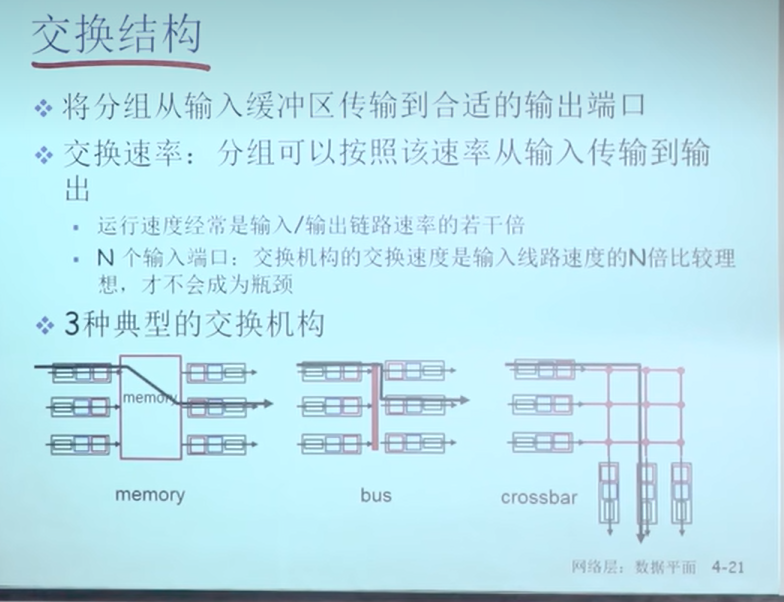 交换结构
将分组从输入缓冲区传输到合适的输出端口
交换速率：分组可以按照该速率从输入传输到输
出
运行速度经常是输入/输出链路速率的若干倍
N 个输入端口：交换机构的交换速度是输入线路速度的N倍比较理
想，才不会成为瓶颈
3种典型的交换机构
memory
memory
bus
crossbar
网络层：数据平面 4-21